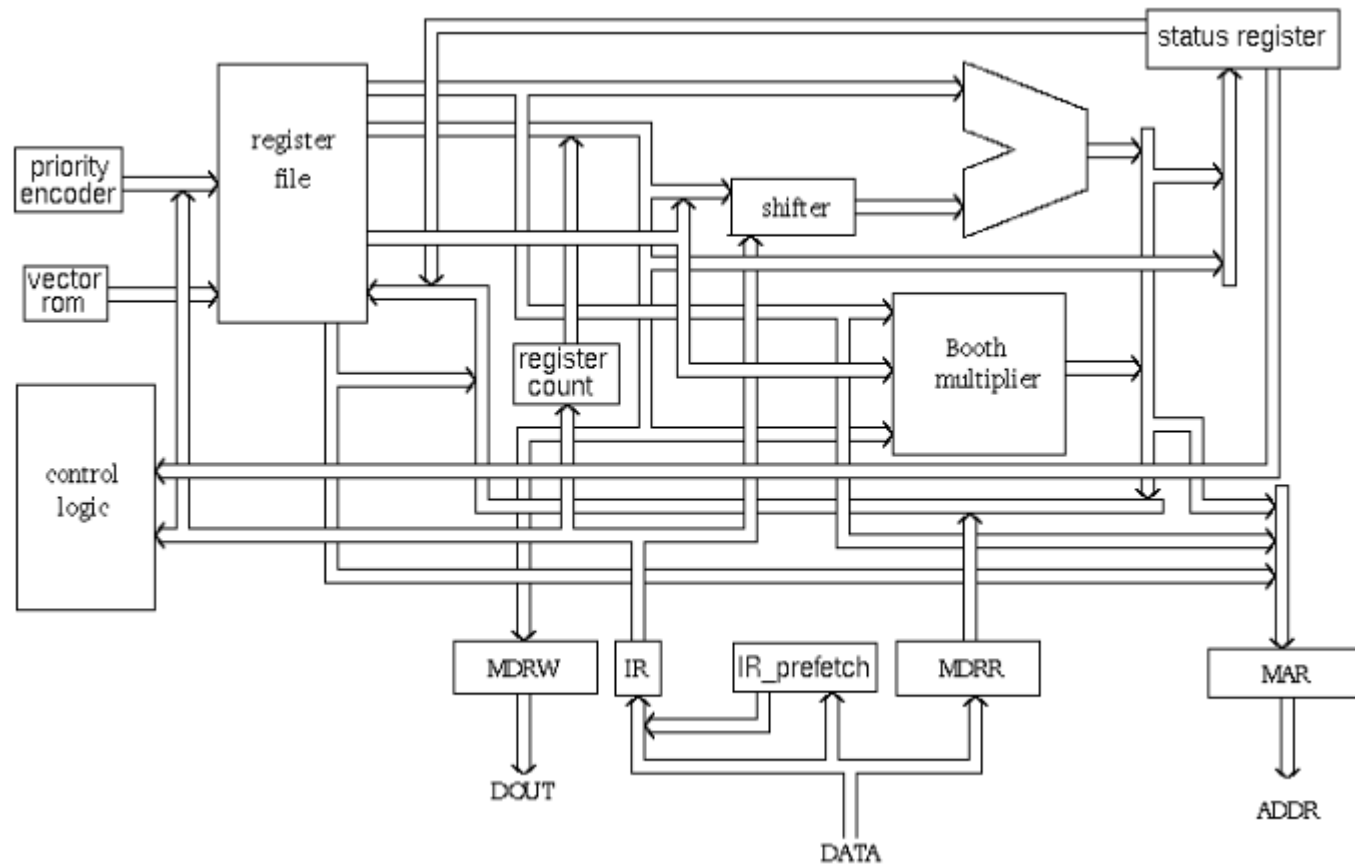 status register
register
file
priority
encoder
shifter
vector
rom
register
count
Booth
multiplier
control
logic
MDRW
IR
IR_prefetch
MDRR
MAR
DOUT
ADDR
DATA